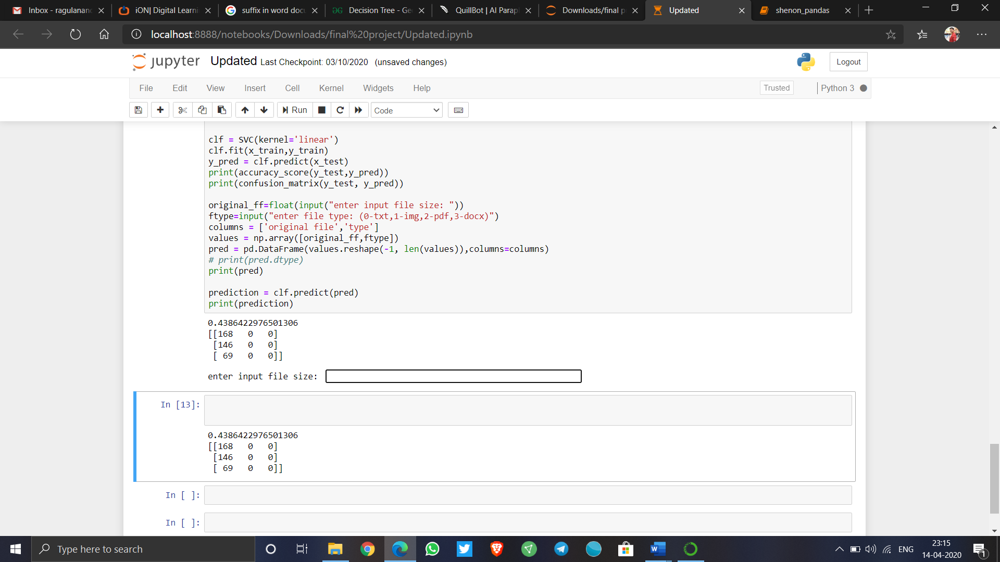 Inbox - ragulanand
iON| Digital Learni
suffix in word docu
Decision Tree - Ge
QuillBot | AI Parap
Downloads/final p
Updated
shenon_pandas
localhost:8888/notebooks/Downloads/final%20project/Updated.ipynb
jupyter Updated Last Checkpoint: 03/10/2020 (unsaved changes)
Logout
File Edit View Insert Cell Kernel Widgets Help
Trusted
Python 3
Run
Code
clf = SVC(kernel='linear')
clf.fit(x_train,y_train)
y_pred = clf.predict(x_test)
print(accuracy_score(y_test,y_pred))
print(confusion_matrix(y_test, y_pred))
original_ff=float(input("enter input file size: "))
ftype=input("enter file type: (0-txt,1-img,2-pdf,3-docx)")
columns = ['original file','type']
values = np.array([original_ff,ftype])
pred = pd.DataFrame(values.reshape(-1, len(values)),columns=columns)
# print(pred.dtype)
print(pred)
prediction = clf.predict(pred)
print(prediction)
0.4386422976501306
[[168 0 0]
[146 0 0]
[ 69 0 0]]
enter input file size:
In [13]:
0.4386422976501306
[[168 0 0]
[146 0 0]
[ 69 0 0]]
In [ ]:
In [ ]:
Type here to search
ENG
23:15
14-04-2020
1